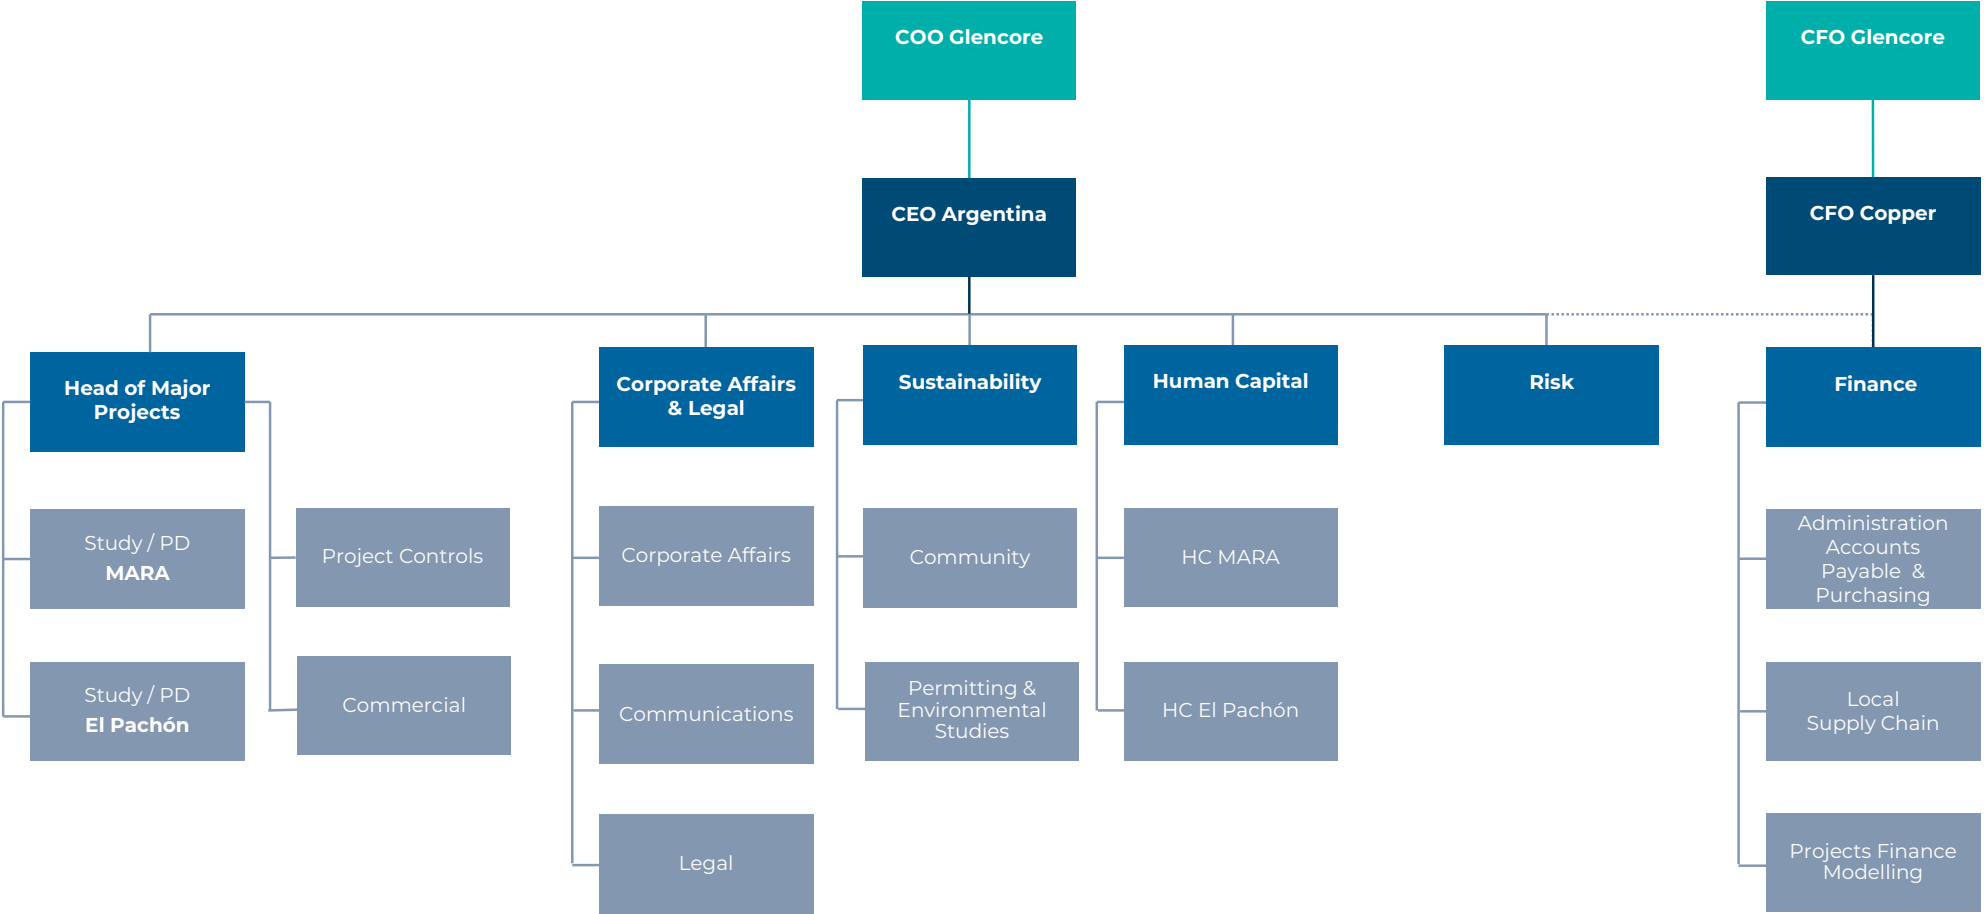 COO Glencore
CFO Glencore
CEO Argentina
CFO Copper
Head of Major
Projects
Corporate Affairs
& Legal
Sustainability
Human Capital
Risk
Finance
Study / PD
MARA
Project Controls
Corporate Affairs
Community
HC MARA
Administration
Accounts
Payable &
Purchasing
Study / PD
El Pachón
Commercial
Communications
Permitting &
Environmental
Studies
HC El Pachón
Local
Supply Chain
Legal
Projects Finance
Modelling